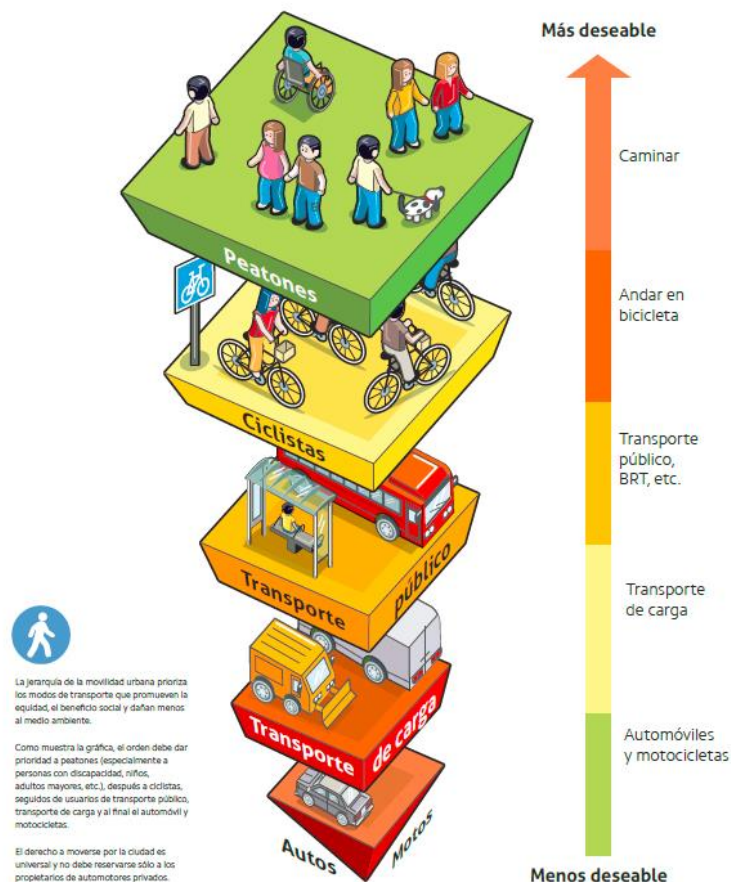 Más deseable
Caminar
Andar en
bicicleta
Transporte
público,
BRT, etc.
Transporte
de carga
Automóviles
y motocicletas
Menos deseable
Peatones
Ciclistas
Transporte público
Transporte de carga
Autos Motos
La jerarquía de la movilidad urbana prioriza
los modos de transporte que promueven la
equidad, el beneficio social y dañan menos
al medio ambiente.
Como muestra la gráfica, el orden debe dar
prioridad a peatones (especialmente a
personas con discapacidad, niños,
adultos mayores, etc.), después a ciclistas,
seguidos de usuarios de transporte público,
transporte de carga y al final el automóvil y
motocicletas.
El derecho a moverse por la ciudad es
universal y no debe reservarse sólo a los
propietarios de automotores privados.